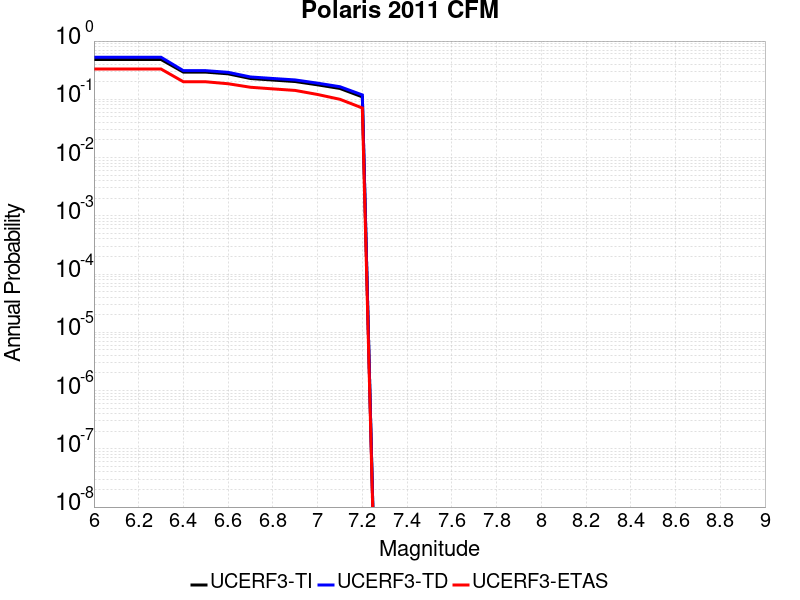 Polaris 2011 CFM
10^0
10^-1
10^-2
10^-3
10^-4
10^-5
10^-6
10^-7
10^-8
Annual Probability
6 6.2 6.4 6.6 6.8 7 7.2 7.4 7.6 7.8 8 8.2 8.4 8.6 8.8 9
Magnitude
UCERF3-TI UCERF3-TD UCERF3-ETAS